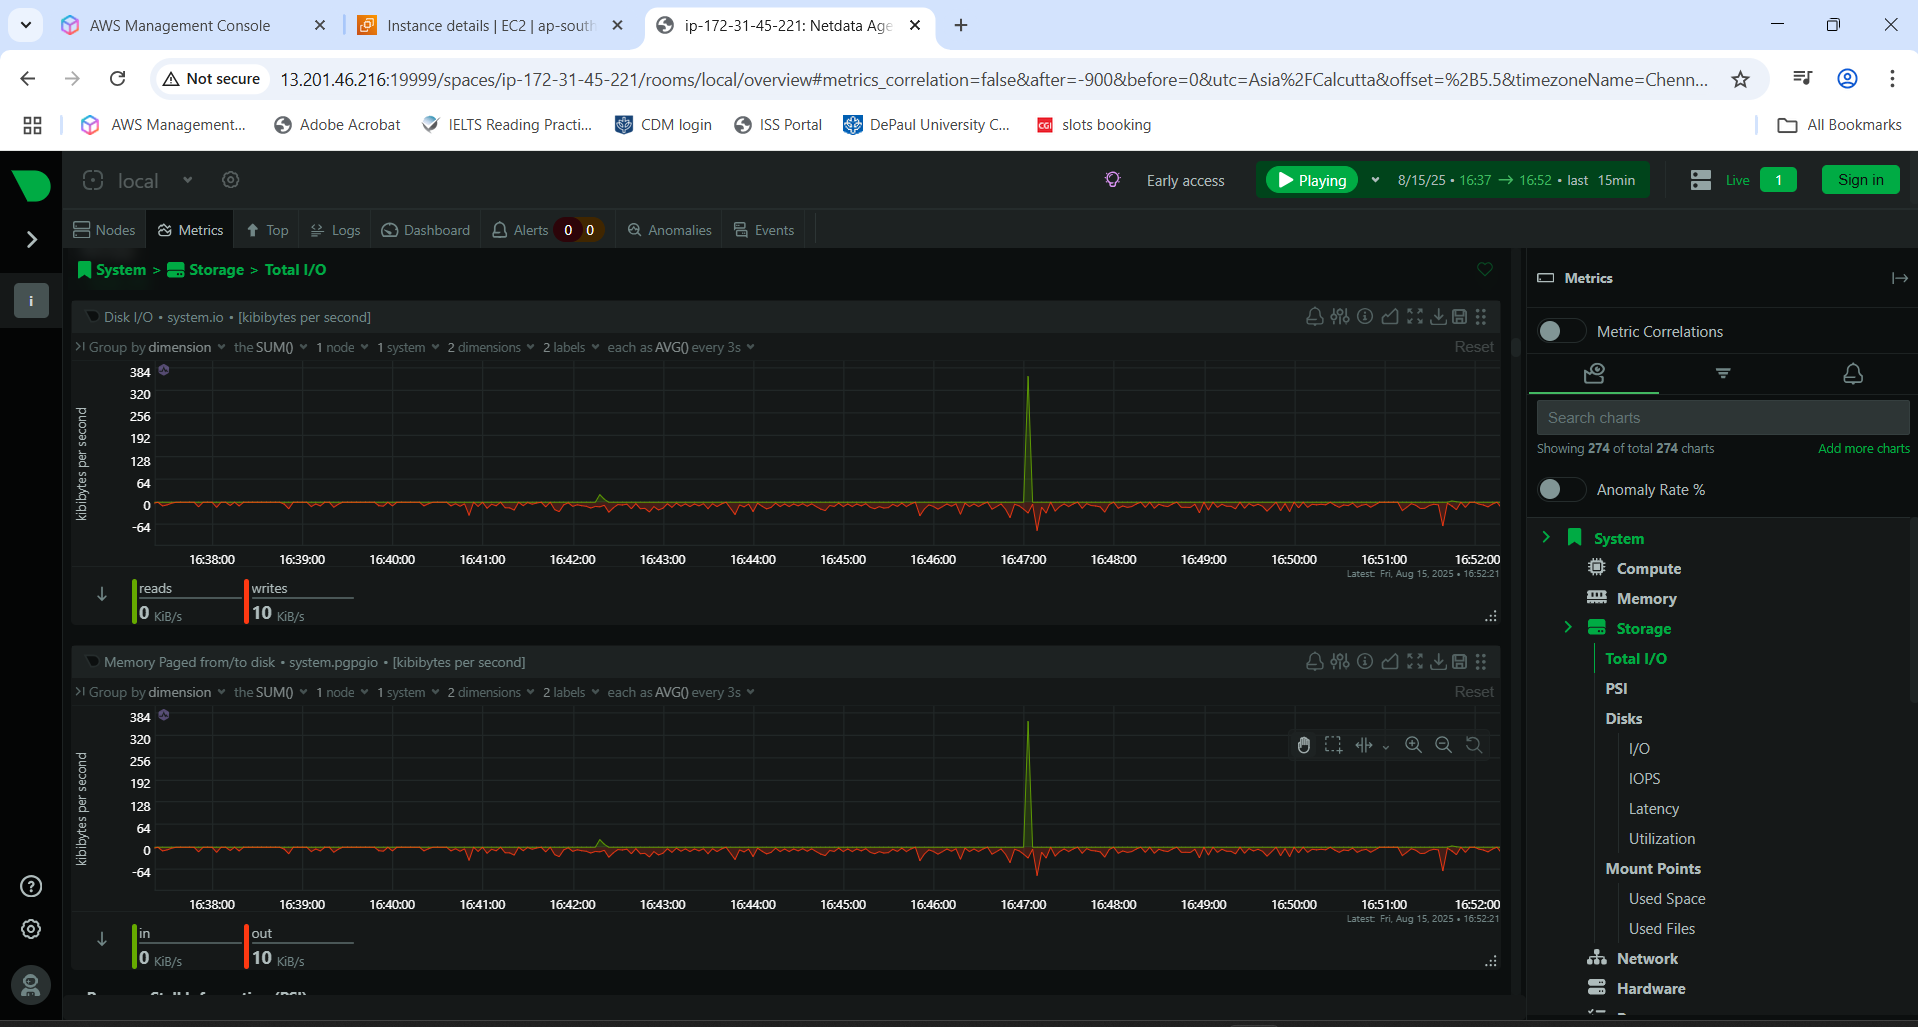 AWS Management Console
Instance details | EC2 | ap-south
ip-172-31-45-221: Netdata Age
Not secure
13.201.46.216:19999/spaces/ip-172-31-45-221/rooms/local/overview#metrics_correlation=false&after=-900&before=0&utc=Asia%2FCalcutta&offset=%2B5.5&timezoneName=Chenn...
AWS Management...
Adobe Acrobat
IELTS Reading Practi...
CDM login
ISS Portal
DePaul University C...
CGI
slots booking
All Bookmarks
local
Early access
Playing
8/15/25 • 16:37 → 16:52 • last 15min
Live
1
Sign in
Nodes
Metrics
Top
Logs
Dashboard
Alerts 0 0
Anomalies
Events
i
System > Storage > Total I/O
Disk I/O • system.io • [kibibytes per second]
Group by dimension the SUM() 1 node 1 system 2 dimensions 2 labels each as AVG() every 3s
Reset
kibibytes per second
384
320
256
192
128
64
0
-64
16:38:00 16:39:00 16:40:00 16:41:00 16:42:00 16:43:00 16:44:00 16:45:00 16:46:00 16:47:00 16:48:00 16:49:00 16:50:00 16:51:00 16:52:00
Latest: Fri, Aug 15, 2025 • 16:52:21
reads
0 KiB/s
writes
10 KiB/s
Memory Paged from/to disk • system.pgpgio • [kibibytes per second]
Group by dimension the SUM() 1 node 1 system 2 dimensions 2 labels each as AVG() every 3s
Reset
kibibytes per second
384
320
256
192
128
64
0
-64
16:38:00 16:39:00 16:40:00 16:41:00 16:42:00 16:43:00 16:44:00 16:45:00 16:46:00 16:47:00 16:48:00 16:49:00 16:50:00 16:51:00 16:52:00
Latest: Fri, Aug 15, 2025 • 16:52:21
in
0 KiB/s
out
10 KiB/s
Metrics
Metric Correlations
Search charts
Showing 274 of total 274 charts
Add more charts
Anomaly Rate %
System
Compute
Memory
Storage
Total I/O
PSI
Disks
I/O
IOPS
Latency
Utilization
Mount Points
Used Space
Used Files
Network
Hardware